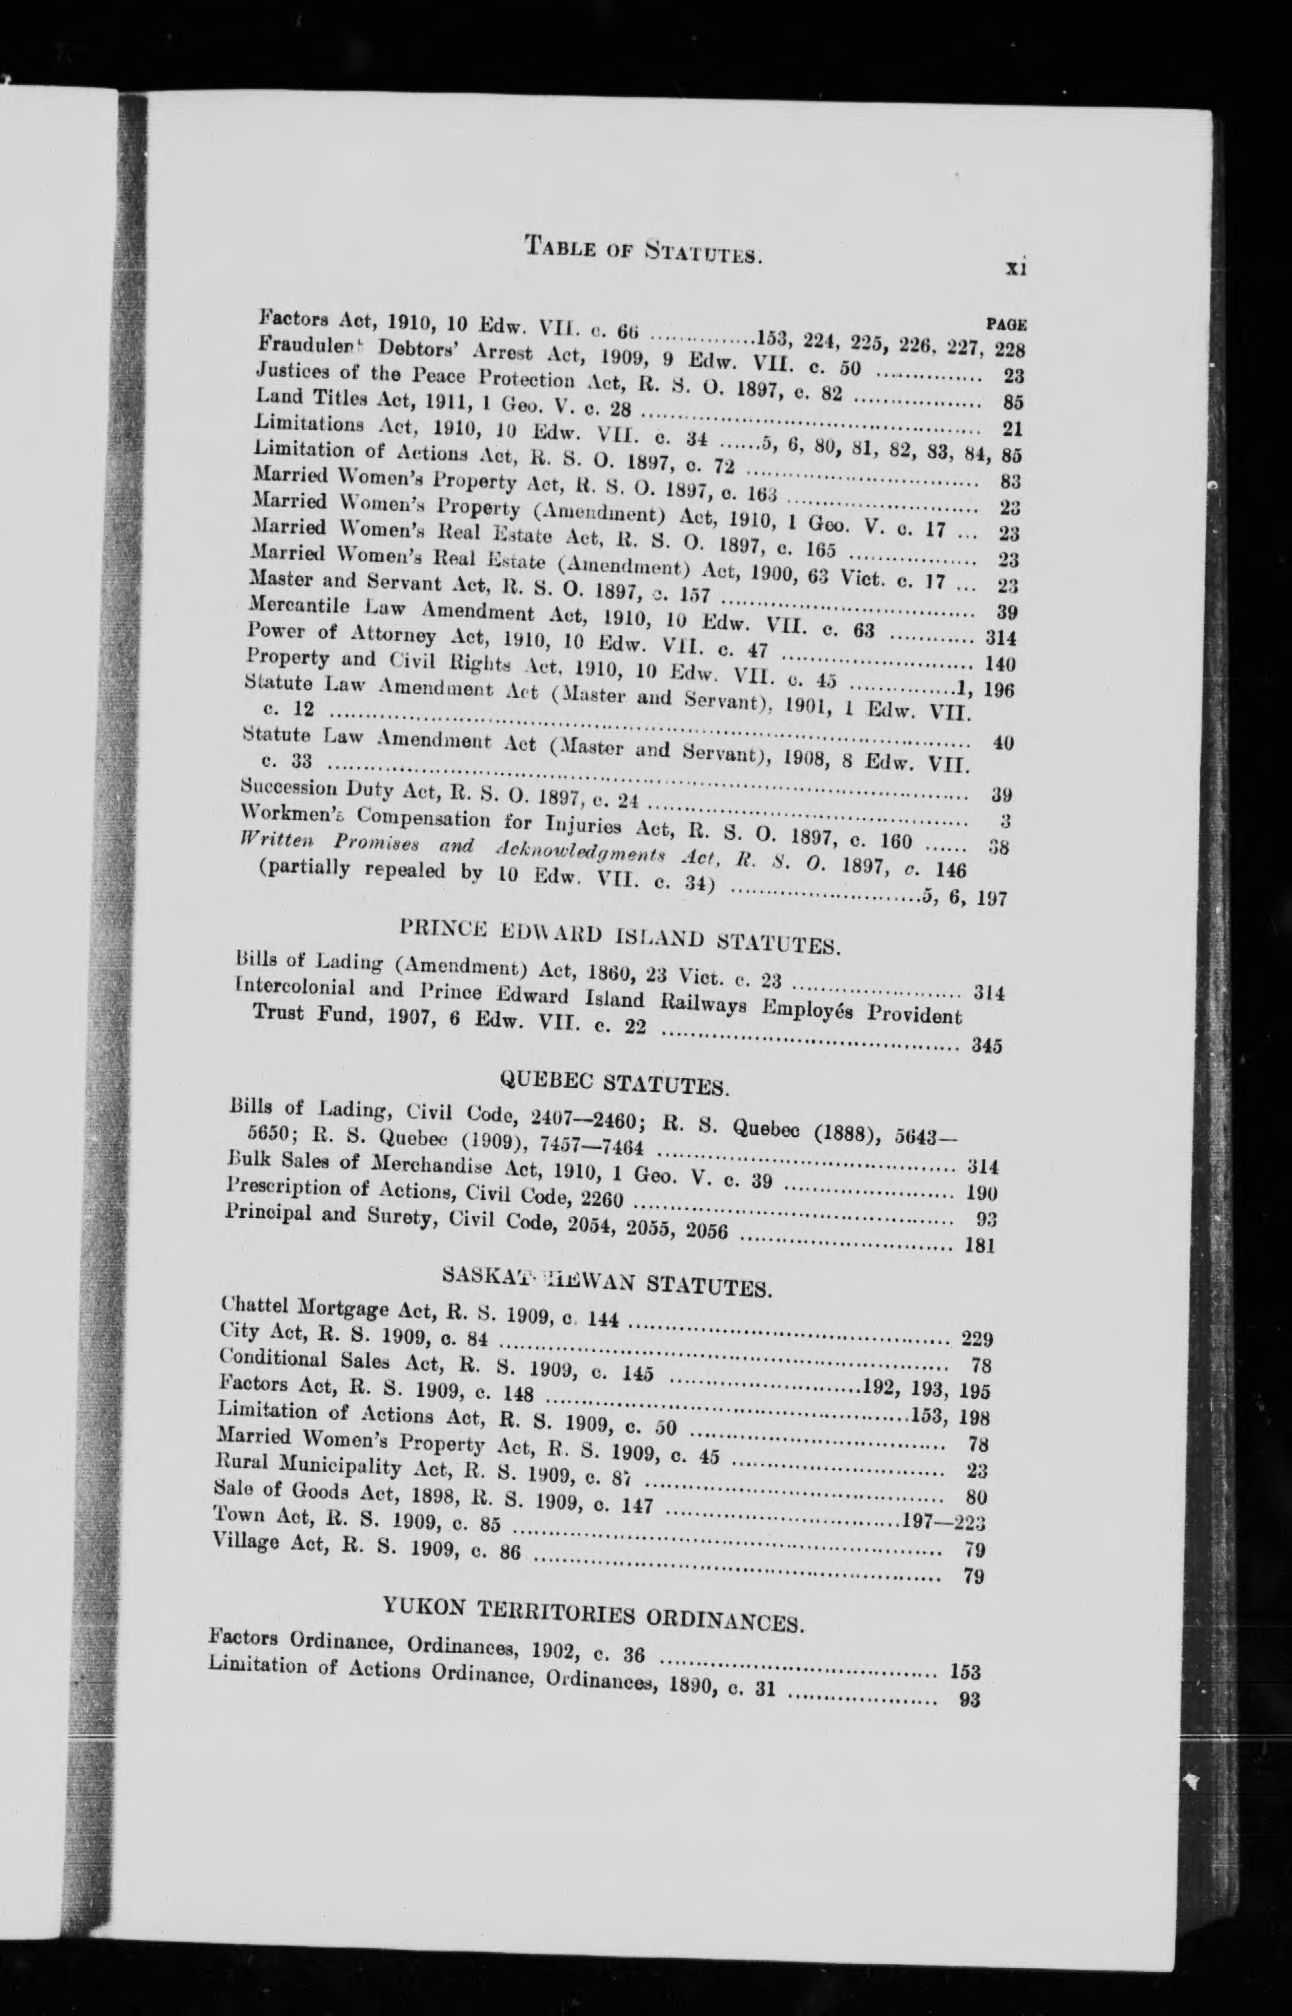 TABLE OF STATUTES.
xi
PAGE
Factors Act, 1910, 10 Edw. VII. c. 66 ...............153, 224, 225, 226, 227, 228
Fraudulent Debtors' Arrest Act, 1909, 9 Edw. VII. c. 50 ............... 23
Justices of the Peace Protection Act, R. S. O. 1897, c. 82 .................. 85
Land Titles Act, 1911, 1 Geo. V. c. 28 ............................................... 21
Limitations Act, 1910, 10 Edw. VII. c. 34 ......5, 6, 80, 81, 82, 83, 84, 85
Limitation of Actions Act, R. S. O. 1897, c. 72 ................................ 83
Married Women's Property Act, R. S. O. 1897, c. 163 .......................... 23
Married Women's Property (Amendment) Act, 1910, 1 Geo. V. c. 17 ... 23
Married Women's Real Estate Act, R. S. O. 1897, c. 165 .................. 23
Married Women's Real Estate (Amendment) Act, 1900, 63 Vict. c. 17 ... 23
Master and Servant Act, R. S. O. 1897, c. 157 ................................... 39
Mercantile Law Amendment Act, 1910, 10 Edw. VII. c. 63 ............ 314
Power of Attorney Act, 1910, 10 Edw. VII. c. 47 .......................... 140
Property and Civil Rights Act, 1910, 10 Edw. VII. c. 45 ...............1, 196
Statute Law Amendment Act (Master and Servant), 1901, 1 Edw. VII.
c. 12 ........................................................................................ 40
Statute Law Amendment Act (Master and Servant), 1908, 8 Edw. VII.
c. 33 ........................................................................................ 39
Succession Duty Act, R. S. O. 1897, c. 24 ............................................ 3
Workmen's Compensation for Injuries Act, R. S. O. 1897, c. 160 ...... 38
Written Promises and Acknowledgments Act, R. S. O. 1897, c. 146
(partially repealed by 10 Edw. VII. c. 34) ..........................5, 6, 197
PRINCE EDWARD ISLAND STATUTES.
Bills of Lading (Amendment) Act, 1860, 23 Vict. c. 23 ....................... 314
Intercolonial and Prince Edward Island Railways Employés Provident
Trust Fund, 1907, 6 Edw. VII. c. 22 ......................................... 345
QUEBEC STATUTES.
Bills of Lading, Civil Code, 2407—2460; R. S. Quebec (1888), 5643—
5650; R. S. Quebec (1909), 7457—7464 ......................................... 314
Bulk Sales of Merchandise Act, 1910, 1 Geo. V. c. 39 ........................ 190
Prescription of Actions, Civil Code, 2260 ............................................ 93
Principal and Surety, Civil Code, 2054, 2055, 2056 ............................. 181
SASKAT HEWAN STATUTES.
Chattel Mortgage Act, R. S. 1909, c. 144 ............................................ 229
City Act, R. S. 1909, c. 84 .............................................................. 78
Conditional Sales Act, R. S. 1909, c. 145 ..........................192, 193, 195
Factors Act, R. S. 1909, c. 148 .................................................153, 198
Limitation of Actions Act, R. S. 1909, c. 50 ................................... 78
Married Women's Property Act, R. S. 1909, c. 45 ............................. 23
Rural Municipality Act, R. S. 1909, c. 87 ......................................... 80
Sale of Goods Act, 1898, R. S. 1909, c. 147 ................................197—223
Town Act, R. S. 1909, c. 85 ........................................................... 79
Village Act, R. S. 1909, c. 86 ........................................................ 79
YUKON TERRITORIES ORDINANCES.
Factors Ordinance, Ordinances, 1902, c. 36 ...................................... 153
Limitation of Actions Ordinance, Ordinances, 1890, c. 31 ..................... 93